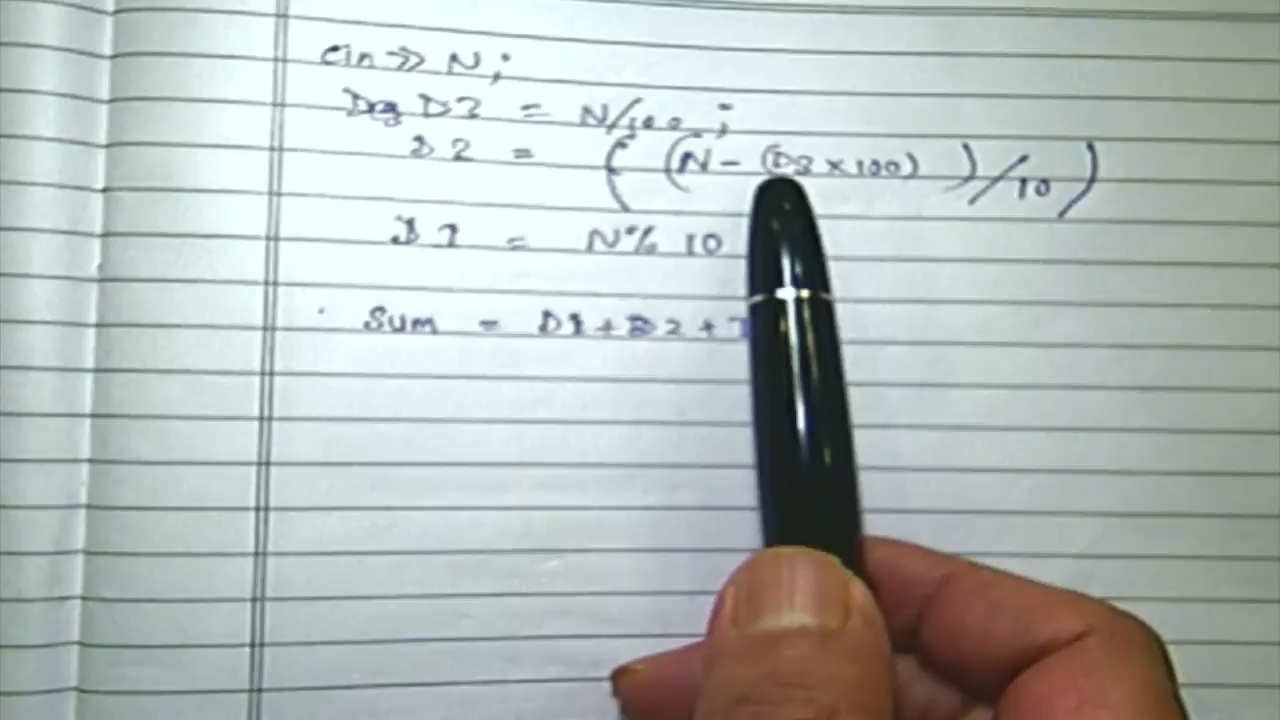 cin >> N;
D3 = N/100 ;
D2 = ( (N - (D3 x 100) ) / 10 )
D1 = N % 10
Sum = D1 + D2 +